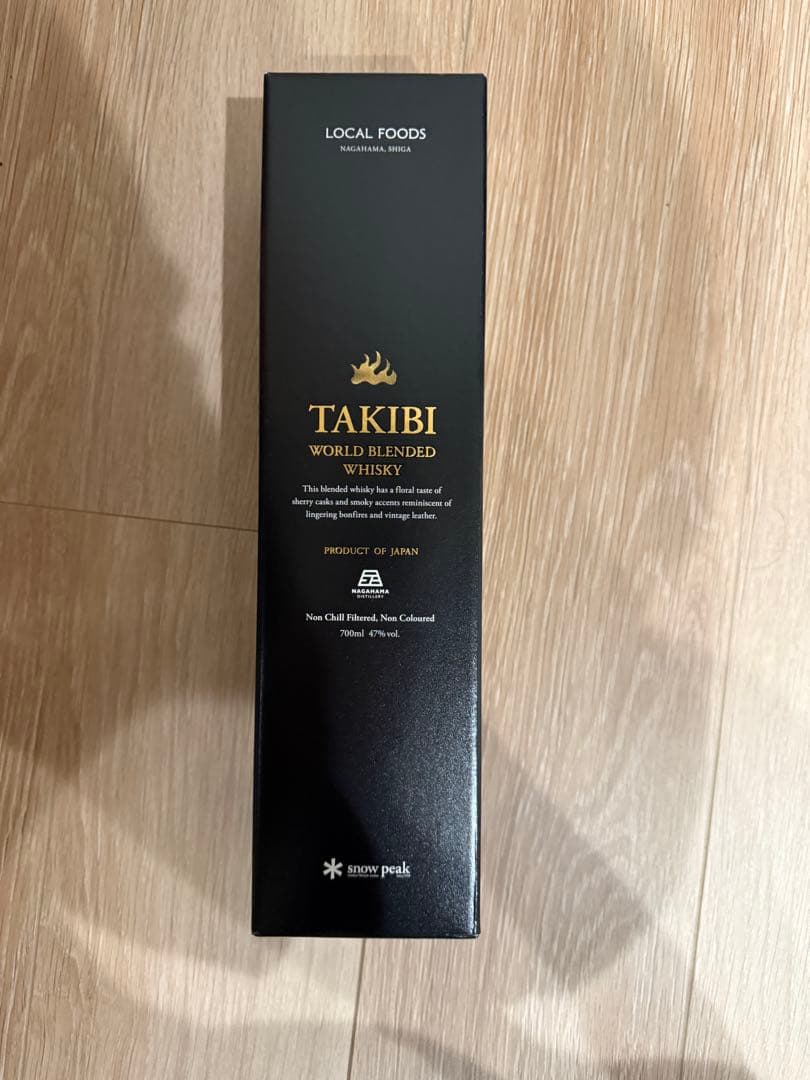 LOCAL FOODS
NAGAHAMA, SHIGA
TAKIBI
WORLD BLENDED
WHISKY
This blended whisky has a floral taste of
sherry casks and smoky accents reminiscent of
lingering bonfires and vintage leather.
PRODUCT OF JAPAN
NAGAHAMA
DISTILLERY
Non Chill Filtered, Non Coloured
700ml 47% vol.
snow peak